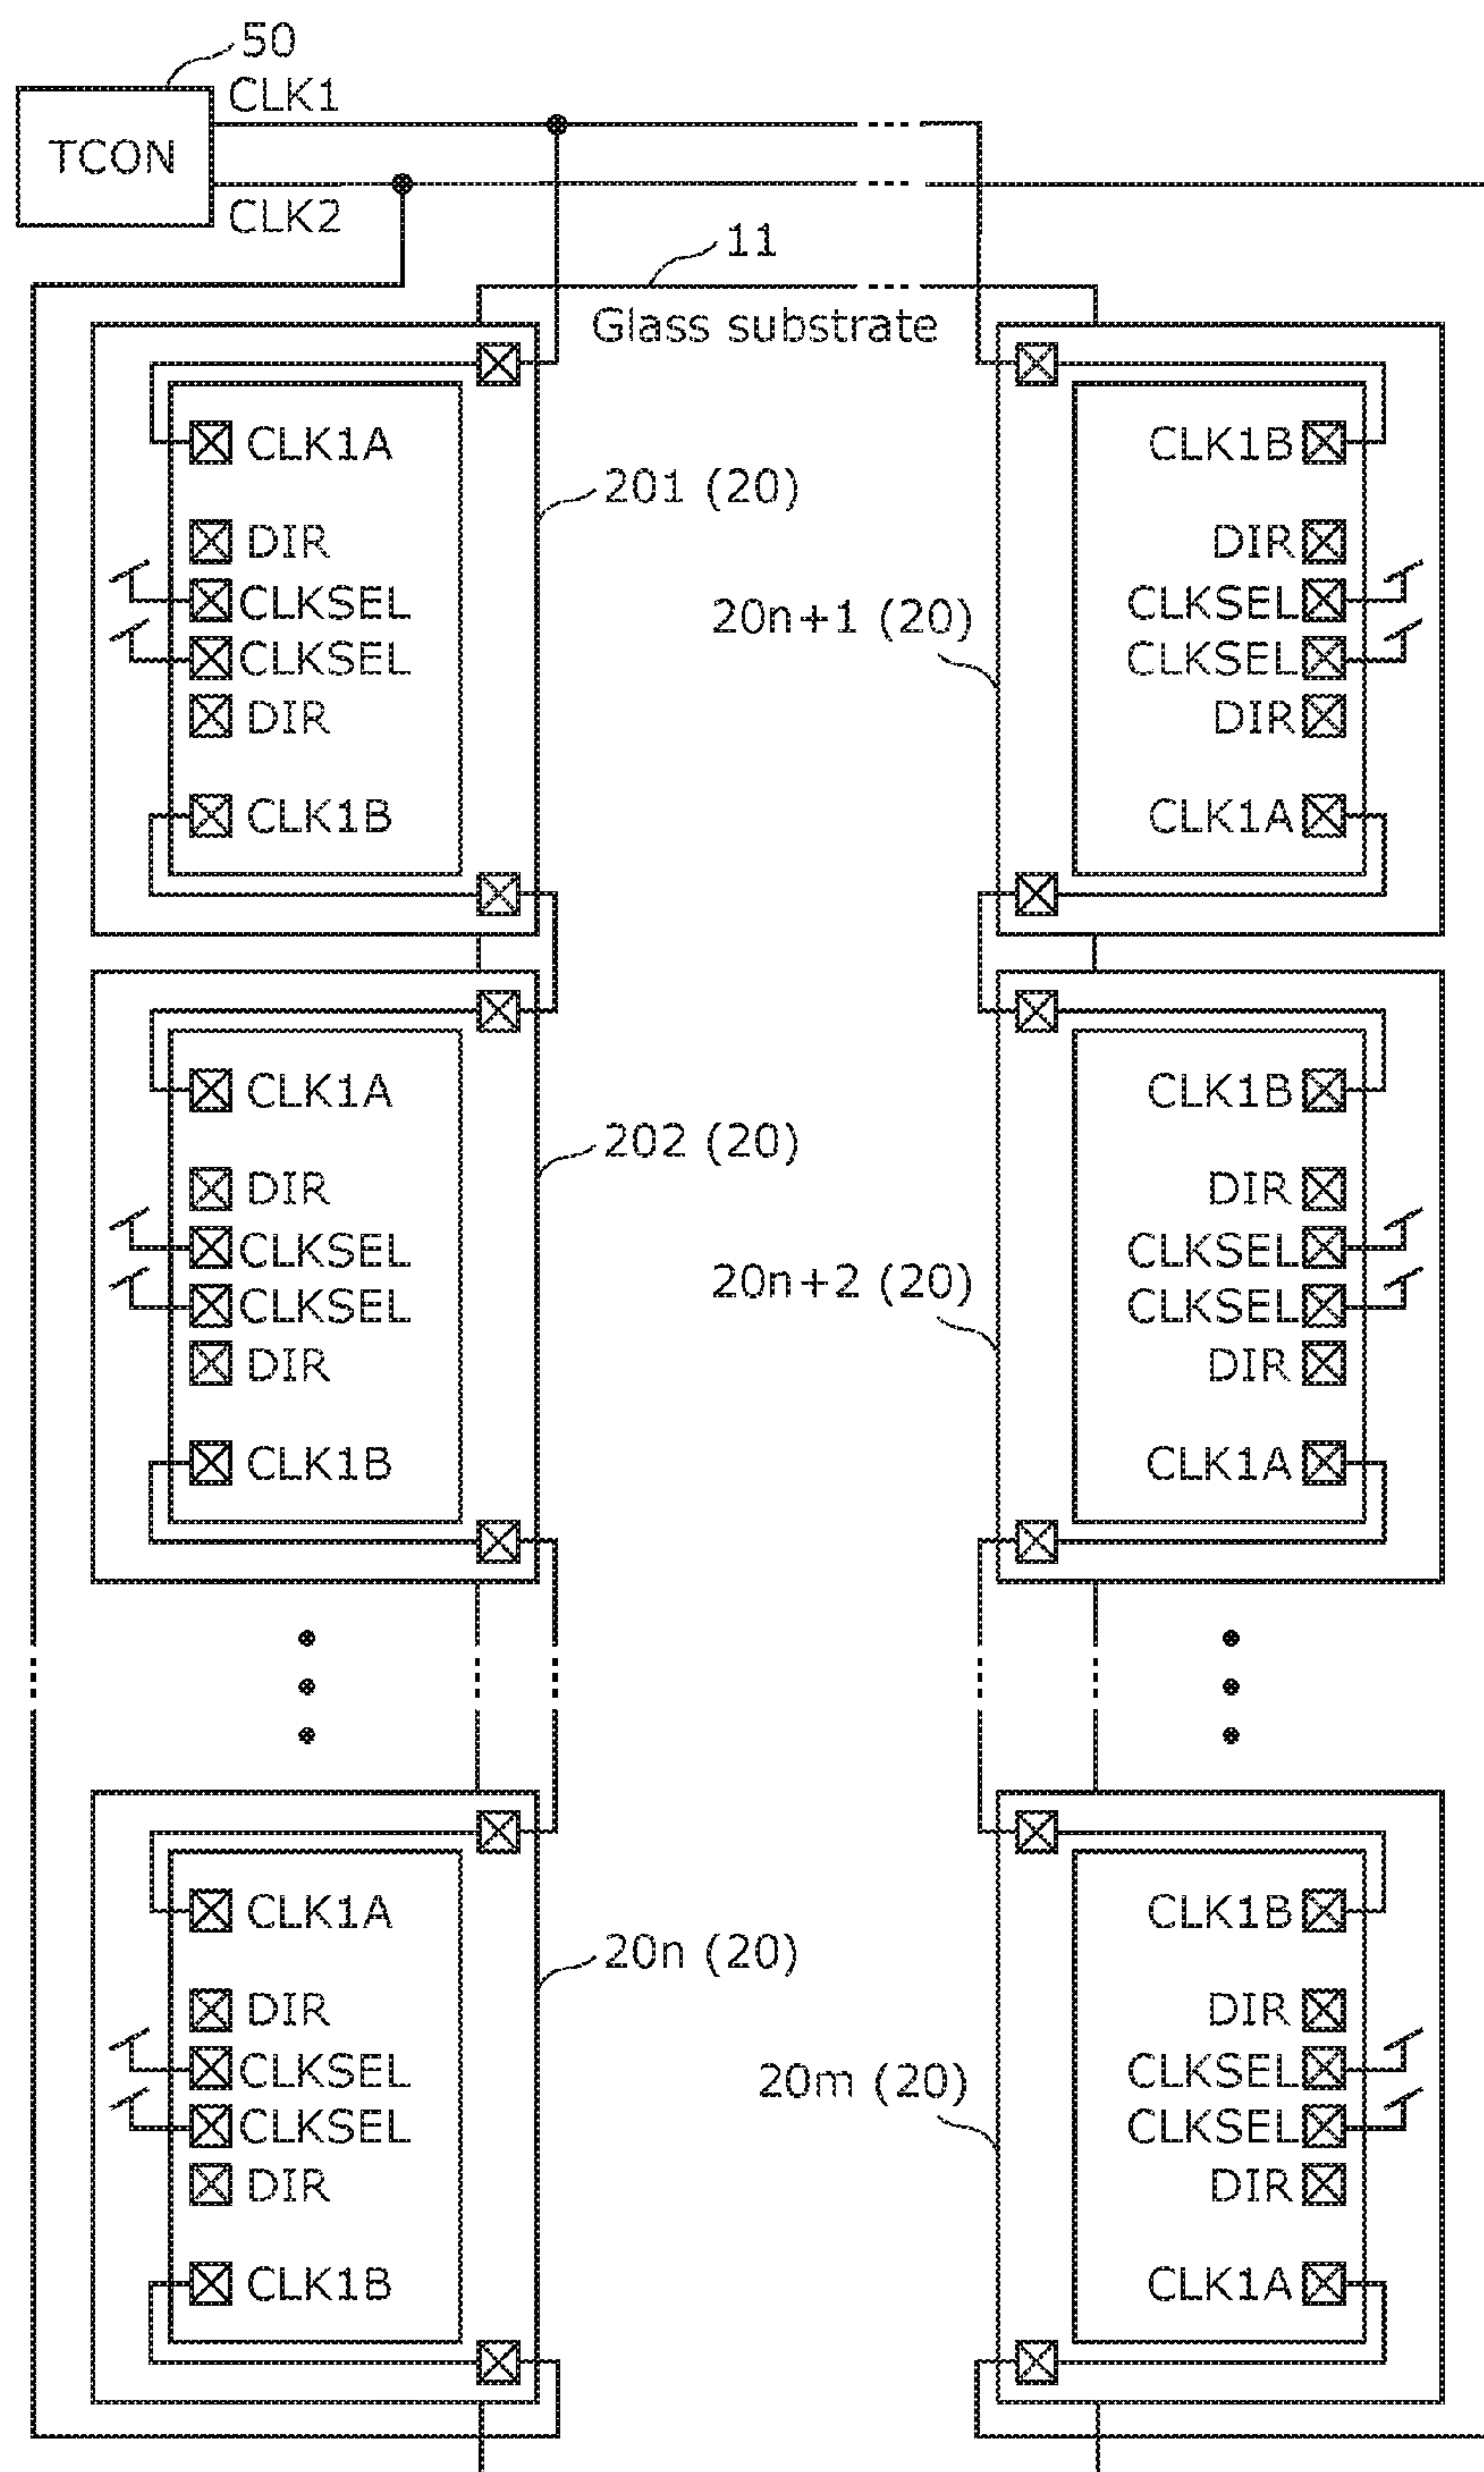 50
CLK1
TCON
CLK2
11
Glass substrate
CLK1A
DIR
CLKSEL
CLKSEL
DIR
CLK1B
201 (20)
20n+1 (20)
CLK1B
DIR
CLKSEL
CLKSEL
DIR
CLK1A
CLK1A
DIR
CLKSEL
CLKSEL
DIR
CLK1B
202 (20)
20n+2 (20)
CLK1B
DIR
CLKSEL
CLKSEL
DIR
CLK1A
CLK1A
DIR
CLKSEL
CLKSEL
DIR
CLK1B
20n (20)
20m (20)
CLK1B
DIR
CLKSEL
CLKSEL
DIR
CLK1A